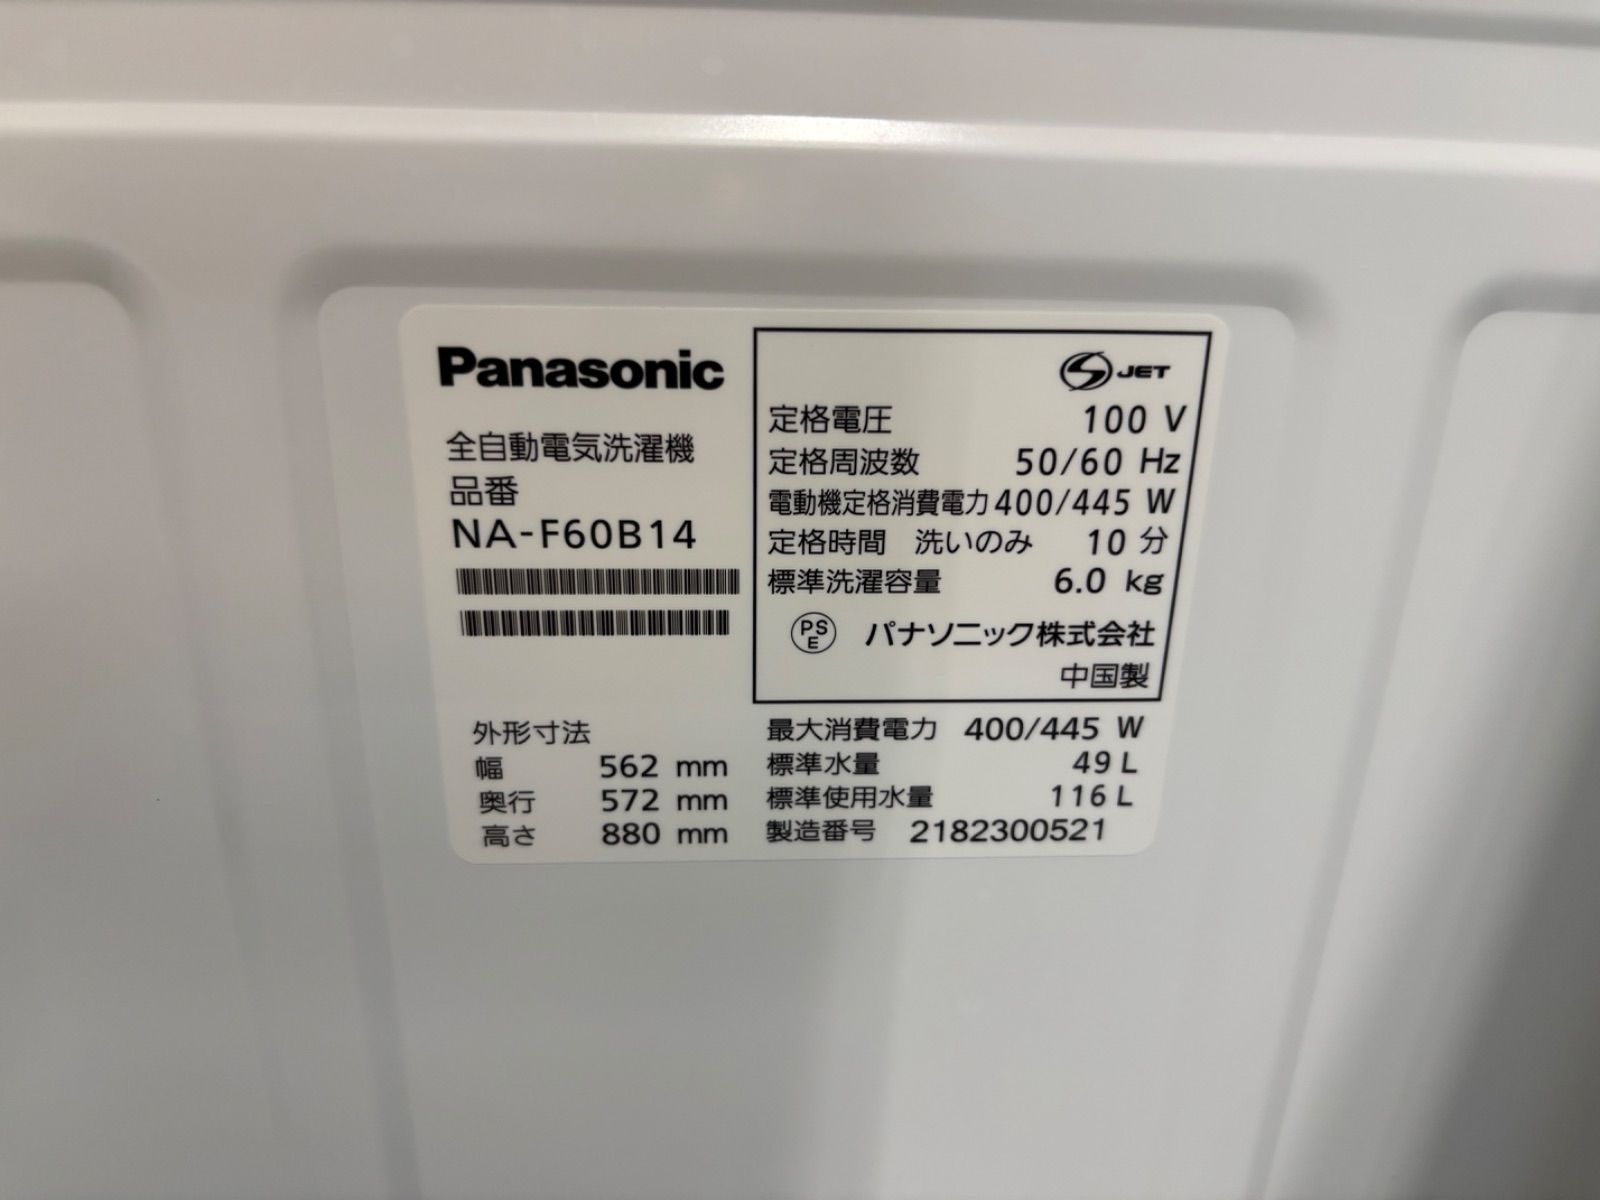 Panasonic
全自動電気洗濯機
品番
NA-F60B14
JET
定格電圧 100 V
定格周波数 50/60 Hz
電動機定格消費電力 400/445 W
定格時間 洗いのみ 10 分
標準洗濯容量 6.0 kg
PSE パナソニック株式会社
中国製
外形寸法
幅 562 mm
奥行 572 mm
高さ 880 mm
最大消費電力 400/445 W
標準水量 49 L
標準使用水量 116 L
製造番号 2182300521